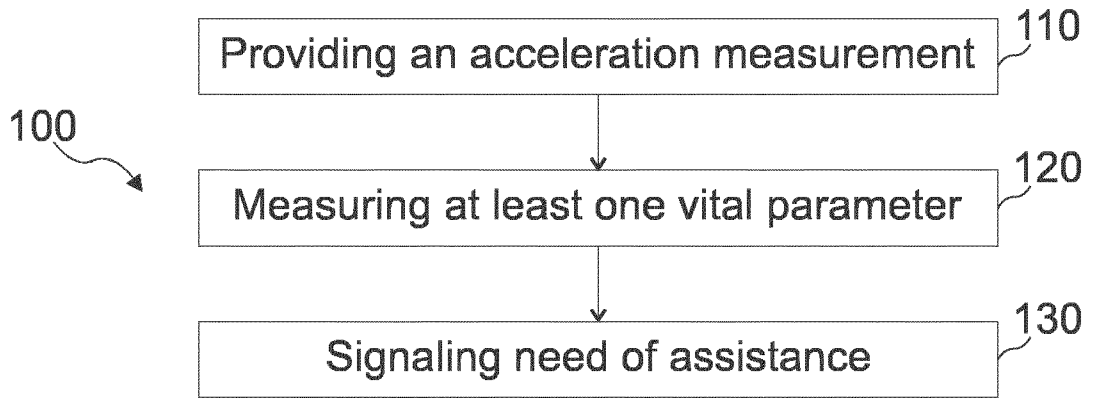 Providing an acceleration measurement
110
100
Measuring at least one vital parameter
120
Signaling need of assistance
130